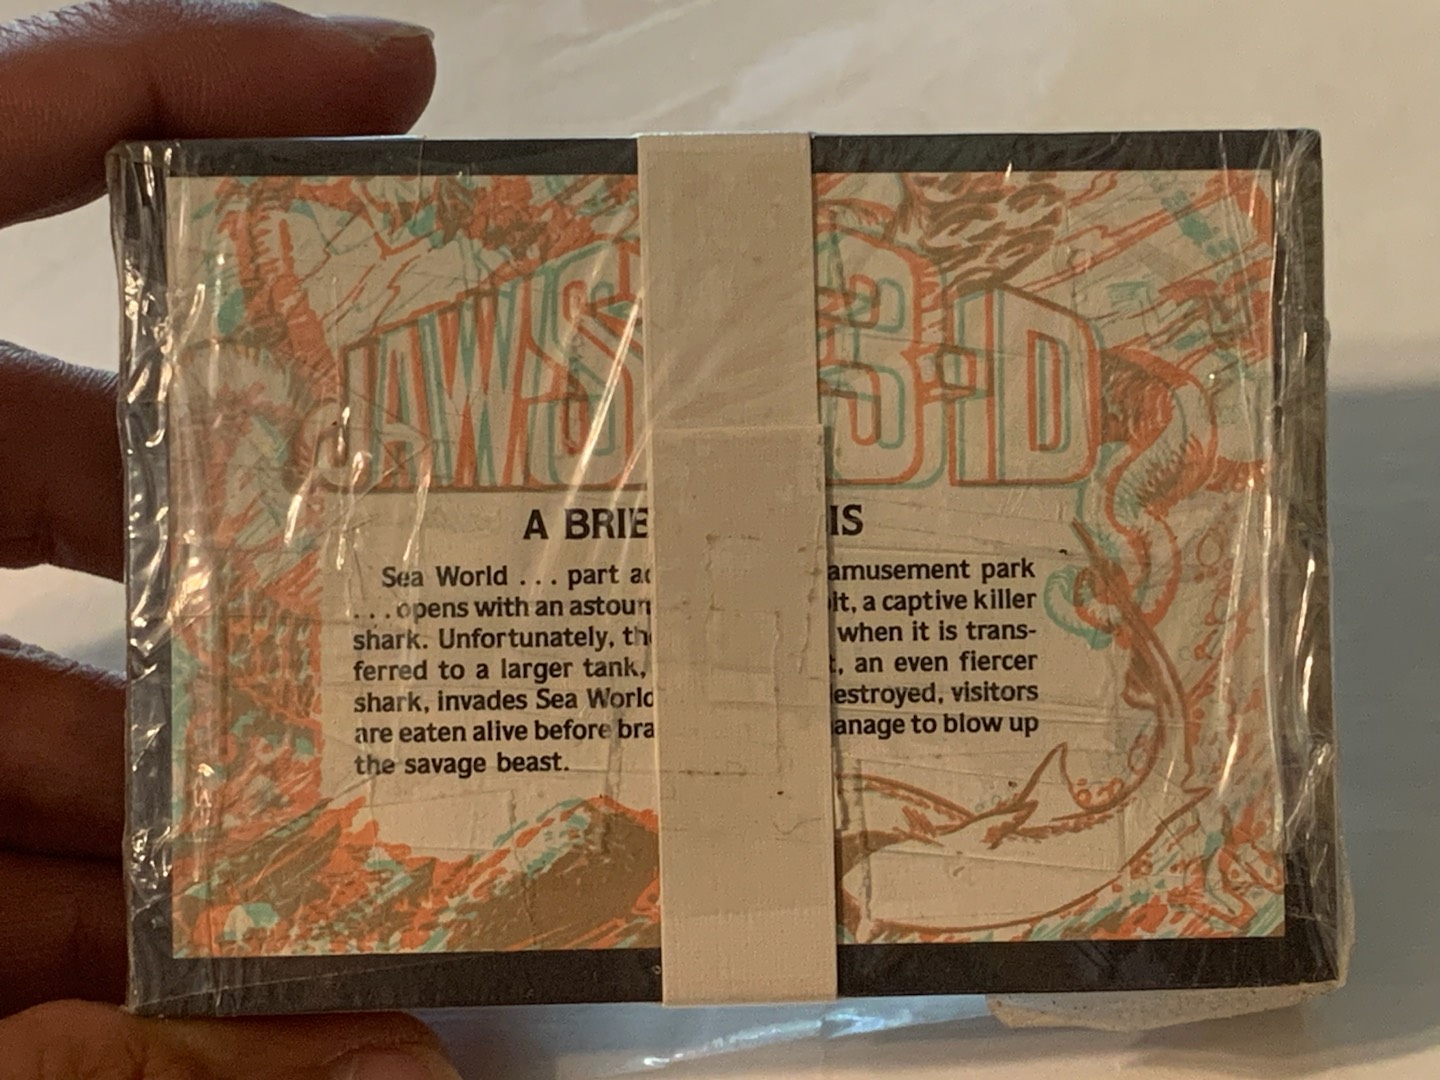 JAWS 3-D
A BRIE IS
Sea World ... part a amusement park
... opens with an astoun it, a captive killer
shark. Unfortunately, th when it is trans-
ferred to a larger tank, t, an even fiercer
shark, invades Sea World estroyed, visitors
are eaten alive before bra anage to blow up
the savage beast.